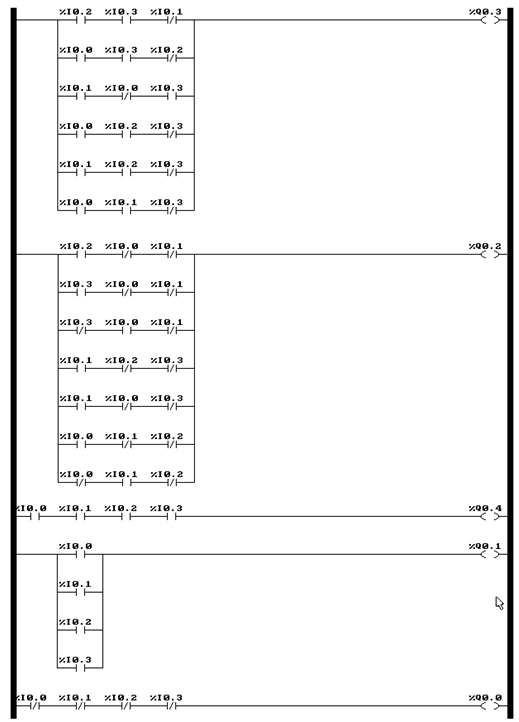 %I0.2 %I0.3 %I0.1 %Q0.3
%I0.0 %I0.3 %I0.2
%I0.1 %I0.0 %I0.3
%I0.0 %I0.2 %I0.3
%I0.1 %I0.2 %I0.3
%I0.0 %I0.1 %I0.3
%I0.2 %I0.0 %I0.1 %Q0.2
%I0.3 %I0.0 %I0.1
%I0.3 %I0.0 %I0.1
%I0.1 %I0.2 %I0.3
%I0.1 %I0.0 %I0.3
%I0.0 %I0.1 %I0.2
%I0.0 %I0.1 %I0.2
%I0.0 %I0.1 %I0.2 %I0.3 %Q0.4
%I0.0 %Q0.1
%I0.1
%I0.2
%I0.3
%I0.0 %I0.1 %I0.2 %I0.3 %Q0.0